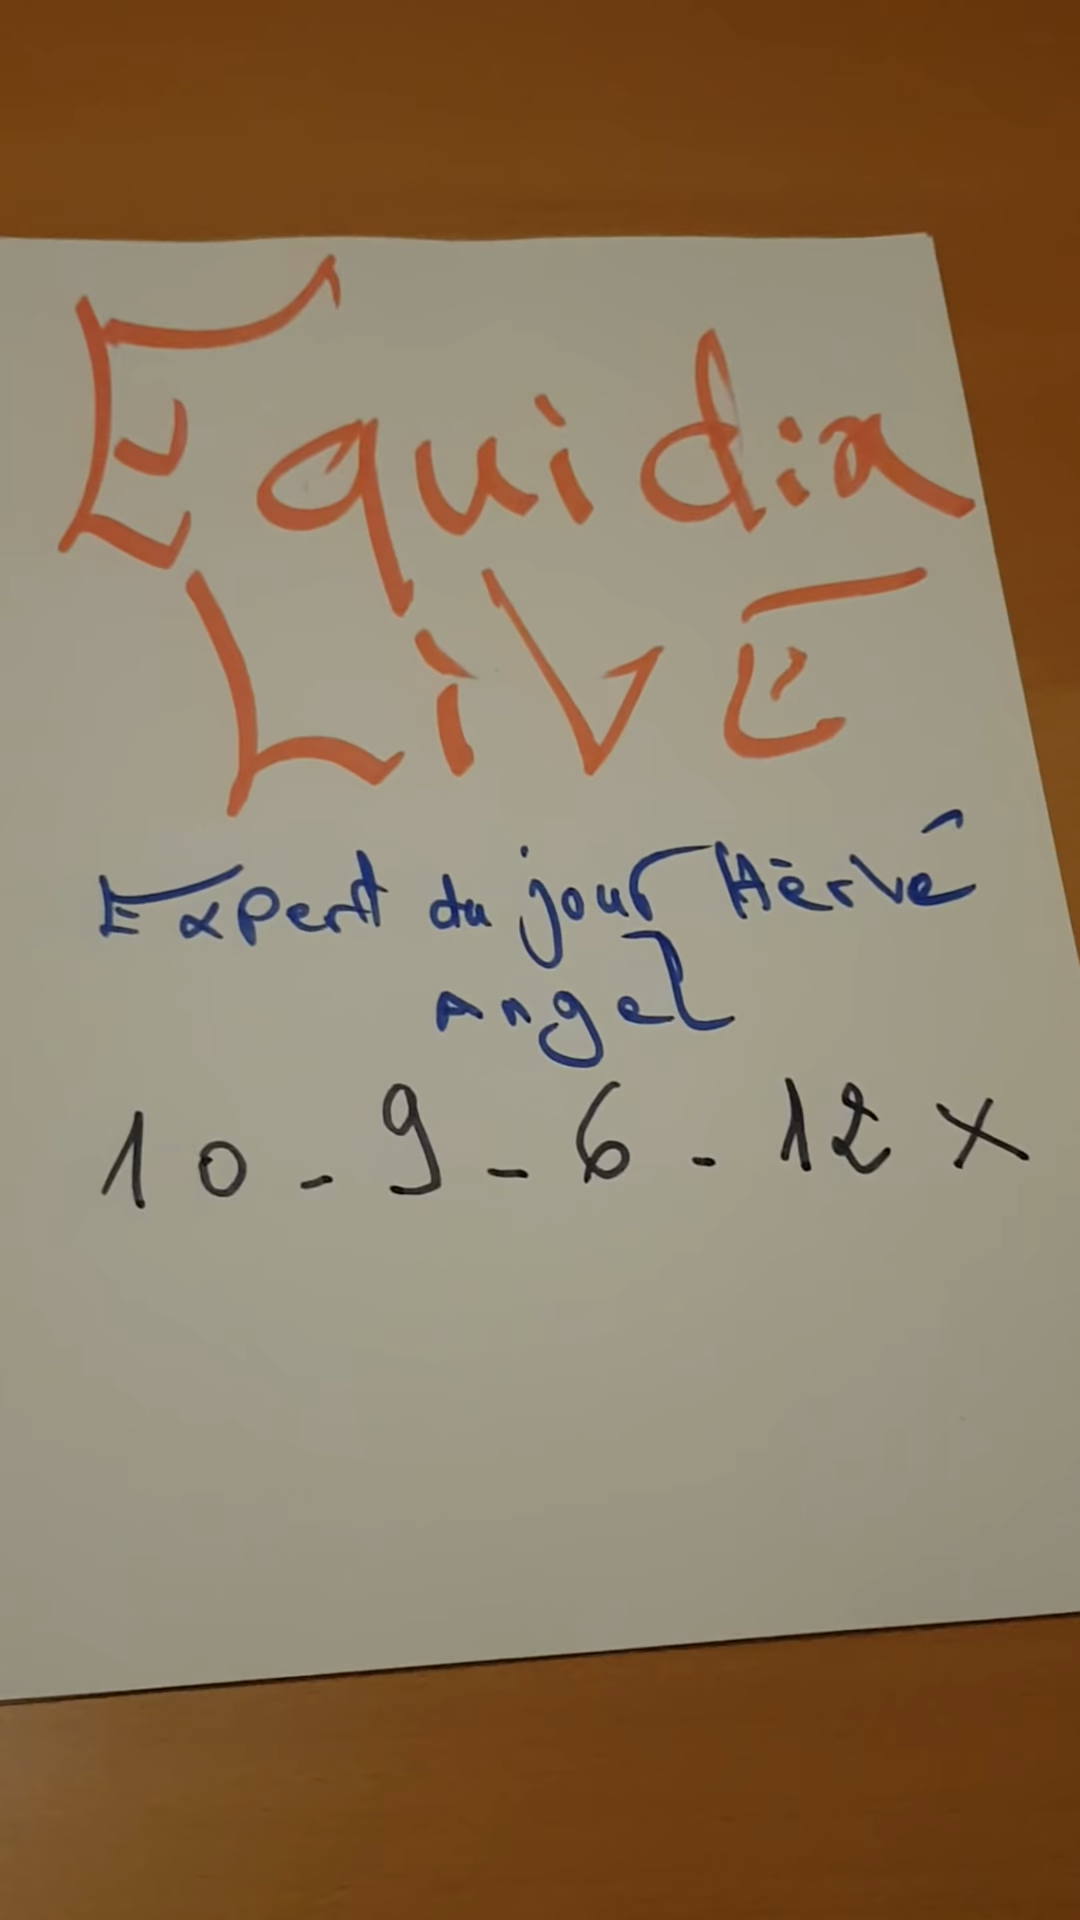 Equidia
LiVE
Expert du jour Hervé
Angel
10 - 9 - 6 - 12 x